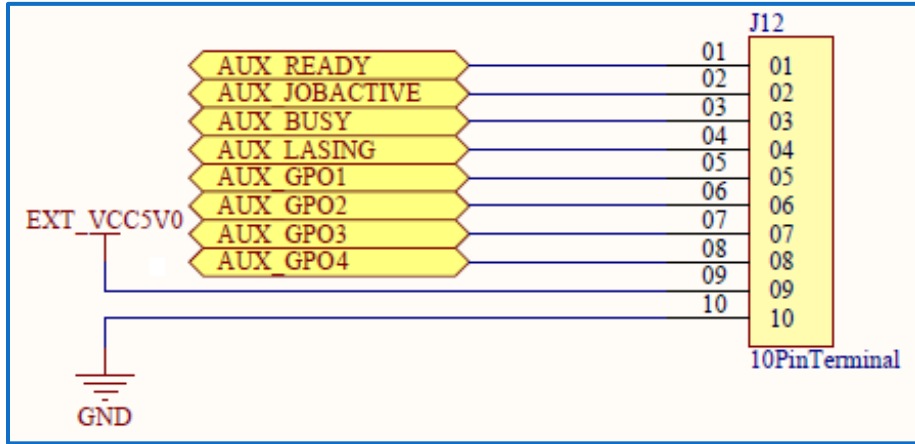 J12
01 01
AUX_READY
02 02
AUX_JOBACTIVE
03 03
AUX_BUSY
04 04
AUX_LASING
05 05
AUX_GPO1
06 06
AUX_GPO2
EXT_VCC5V0
07 07
AUX_GPO3
08 08
AUX_GPO4
09 09
10 10
10PinTerminal
GND